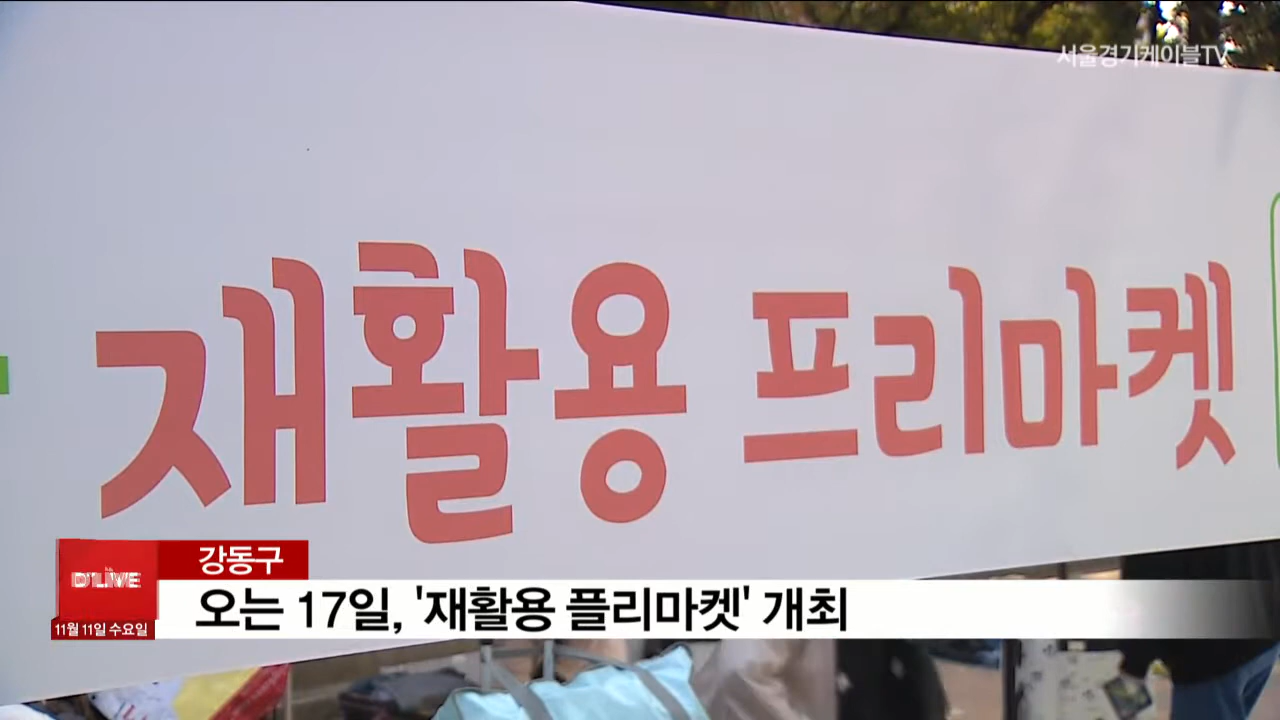 서울경기케이블TV
재활용 프리마켓
강동구
D'LIVE
오는 17일, '재활용 플리마켓' 개최
11월 11일 수요일